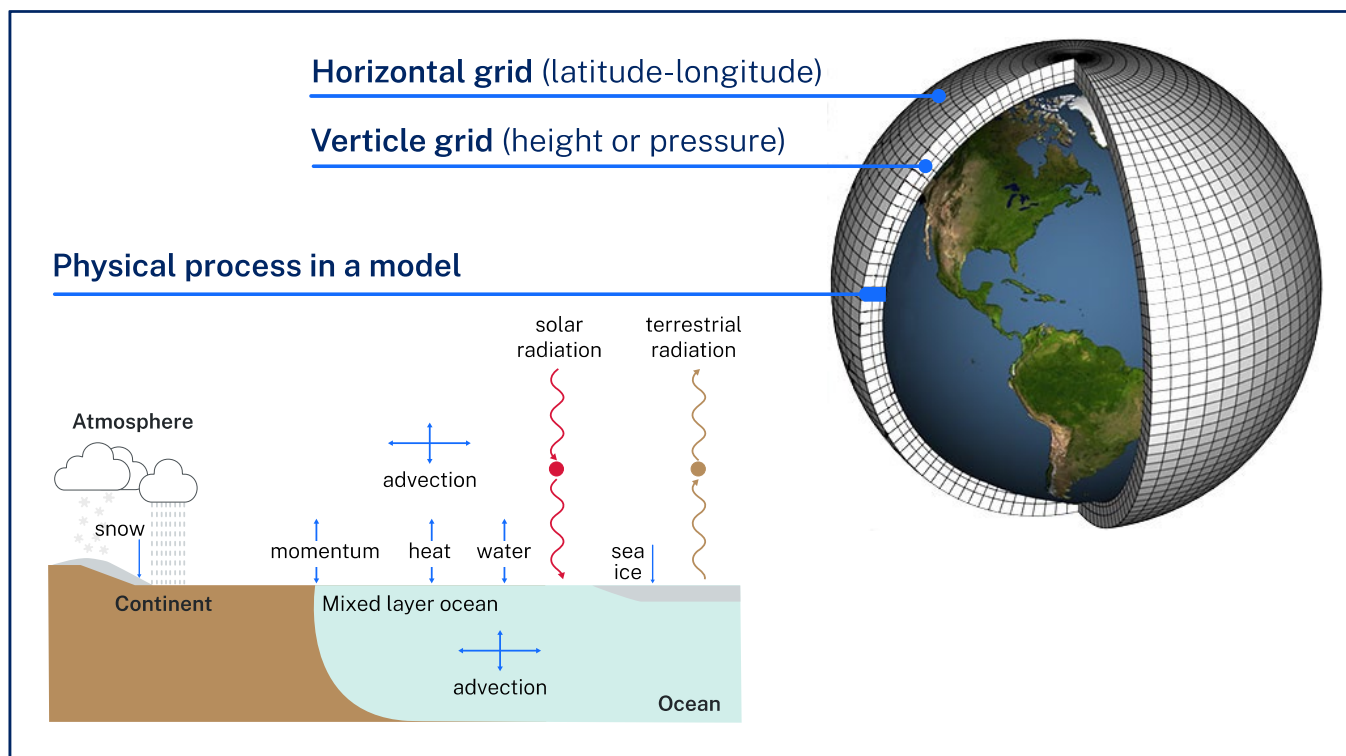 Horizontal grid (latitude-longitude)
Verticle grid (height or pressure)
Physical process in a model
solar
radiation
terrestrial
radiation
Atmosphere
advection
snow
momentum
heat
water
sea
ice
Continent
Mixed layer ocean
advection
Ocean